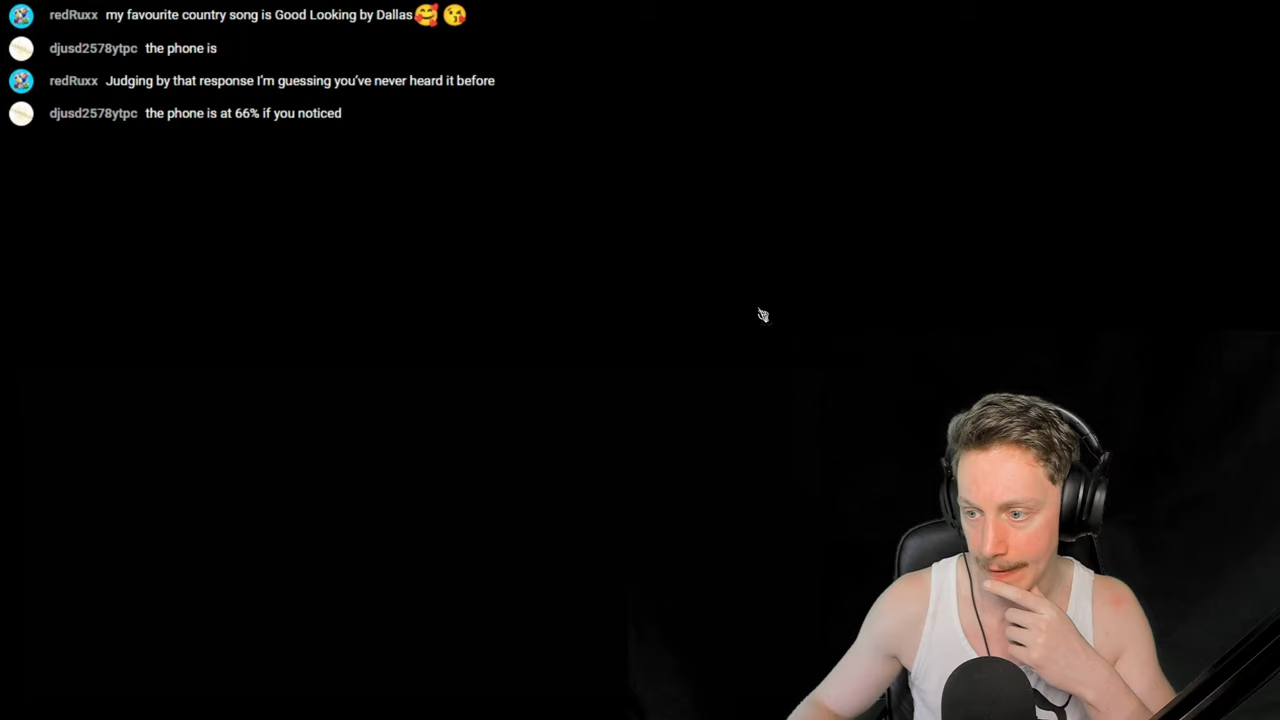 redRuxx my favourite country song is Good Looking by Dallas🥰 😘
djusd2578ytpc the phone is
redRuxx Judging by that response I'm guessing you've never heard it before
djusd2578ytpc the phone is at 66% if you noticed